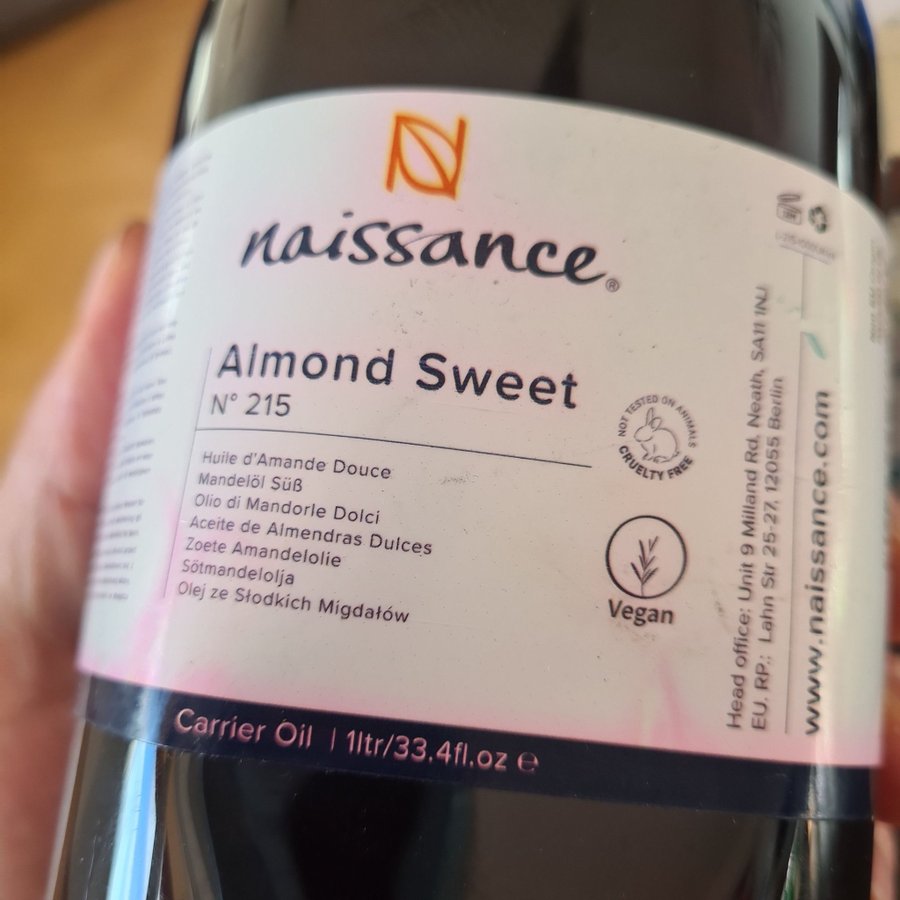 naissance®
Almond Sweet
N° 215
Huile d'Amande Douce
Mandelöl Süß
Olio di Mandorle Dolci
Aceite de Almendras Dulces
Zoete Amandelolie
Sötmandelolja
Olej ze Słodkich Migdałów
NOT TESTED ON ANIMALS
CRUELTY FREE
Vegan
Carrier Oil | 1ltr/33.4fl.oz ℮
Head office: Unit 9 Milland Rd, Neath, SA11 1NJ
EU. RP.: Lahn Str 25-27, 12055 Berlin
www.naissance.com